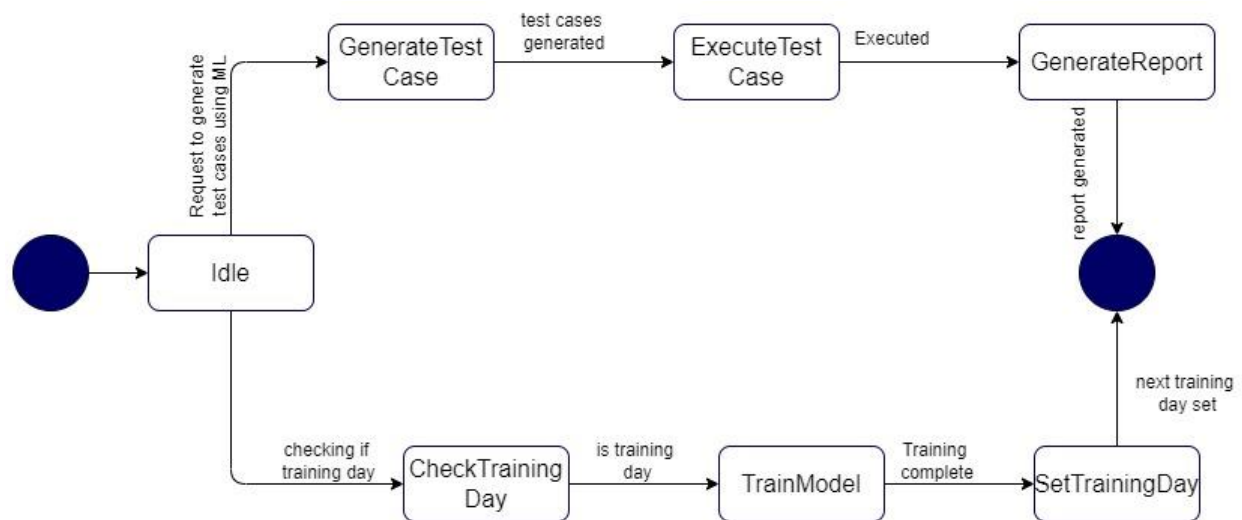 GenerateTest
Case
test cases
generated
ExecuteTest
Case
Executed
GenerateReport
Request to generate
test cases using ML
report generated
Idle
next training
day set
checking if
training day
CheckTraining
Day
is training
day
TrainModel
Training
complete
SetTrainingDay